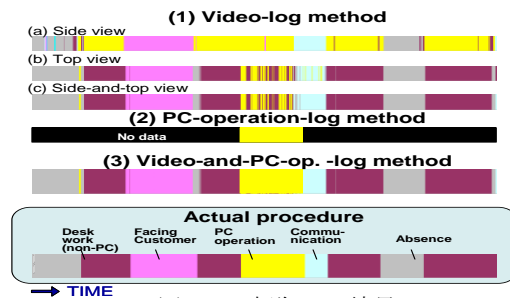 (1) Video-log method
(a) Side view
(b) Top view
(c) Side-and-top view
(2) PC-operation-log method
No data
(3) Video-and-PC-op. -log method
Actual procedure
Desk work (non-PC)
Facing Customer
PC operation
Commu-nication
Absence
TIME